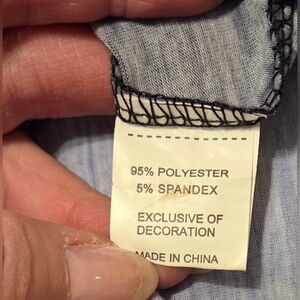 95% POLYESTER
5% SPANDEX
EXCLUSIVE OF
DECORATION
MADE IN CHINA